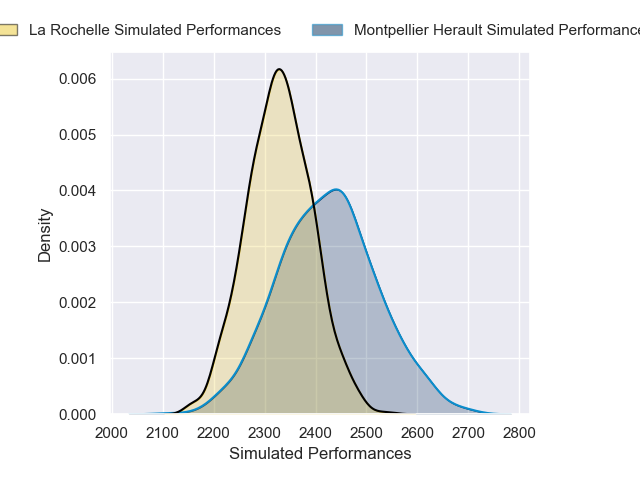 La Rochelle Simulated Performances
Montpellier Herault Simulated Performance
0.006
0.005
0.004
0.003
0.002
0.001
0.000
Density
2000 2100 2200 2300 2400 2500 2600 2700 2800
Simulated Performances